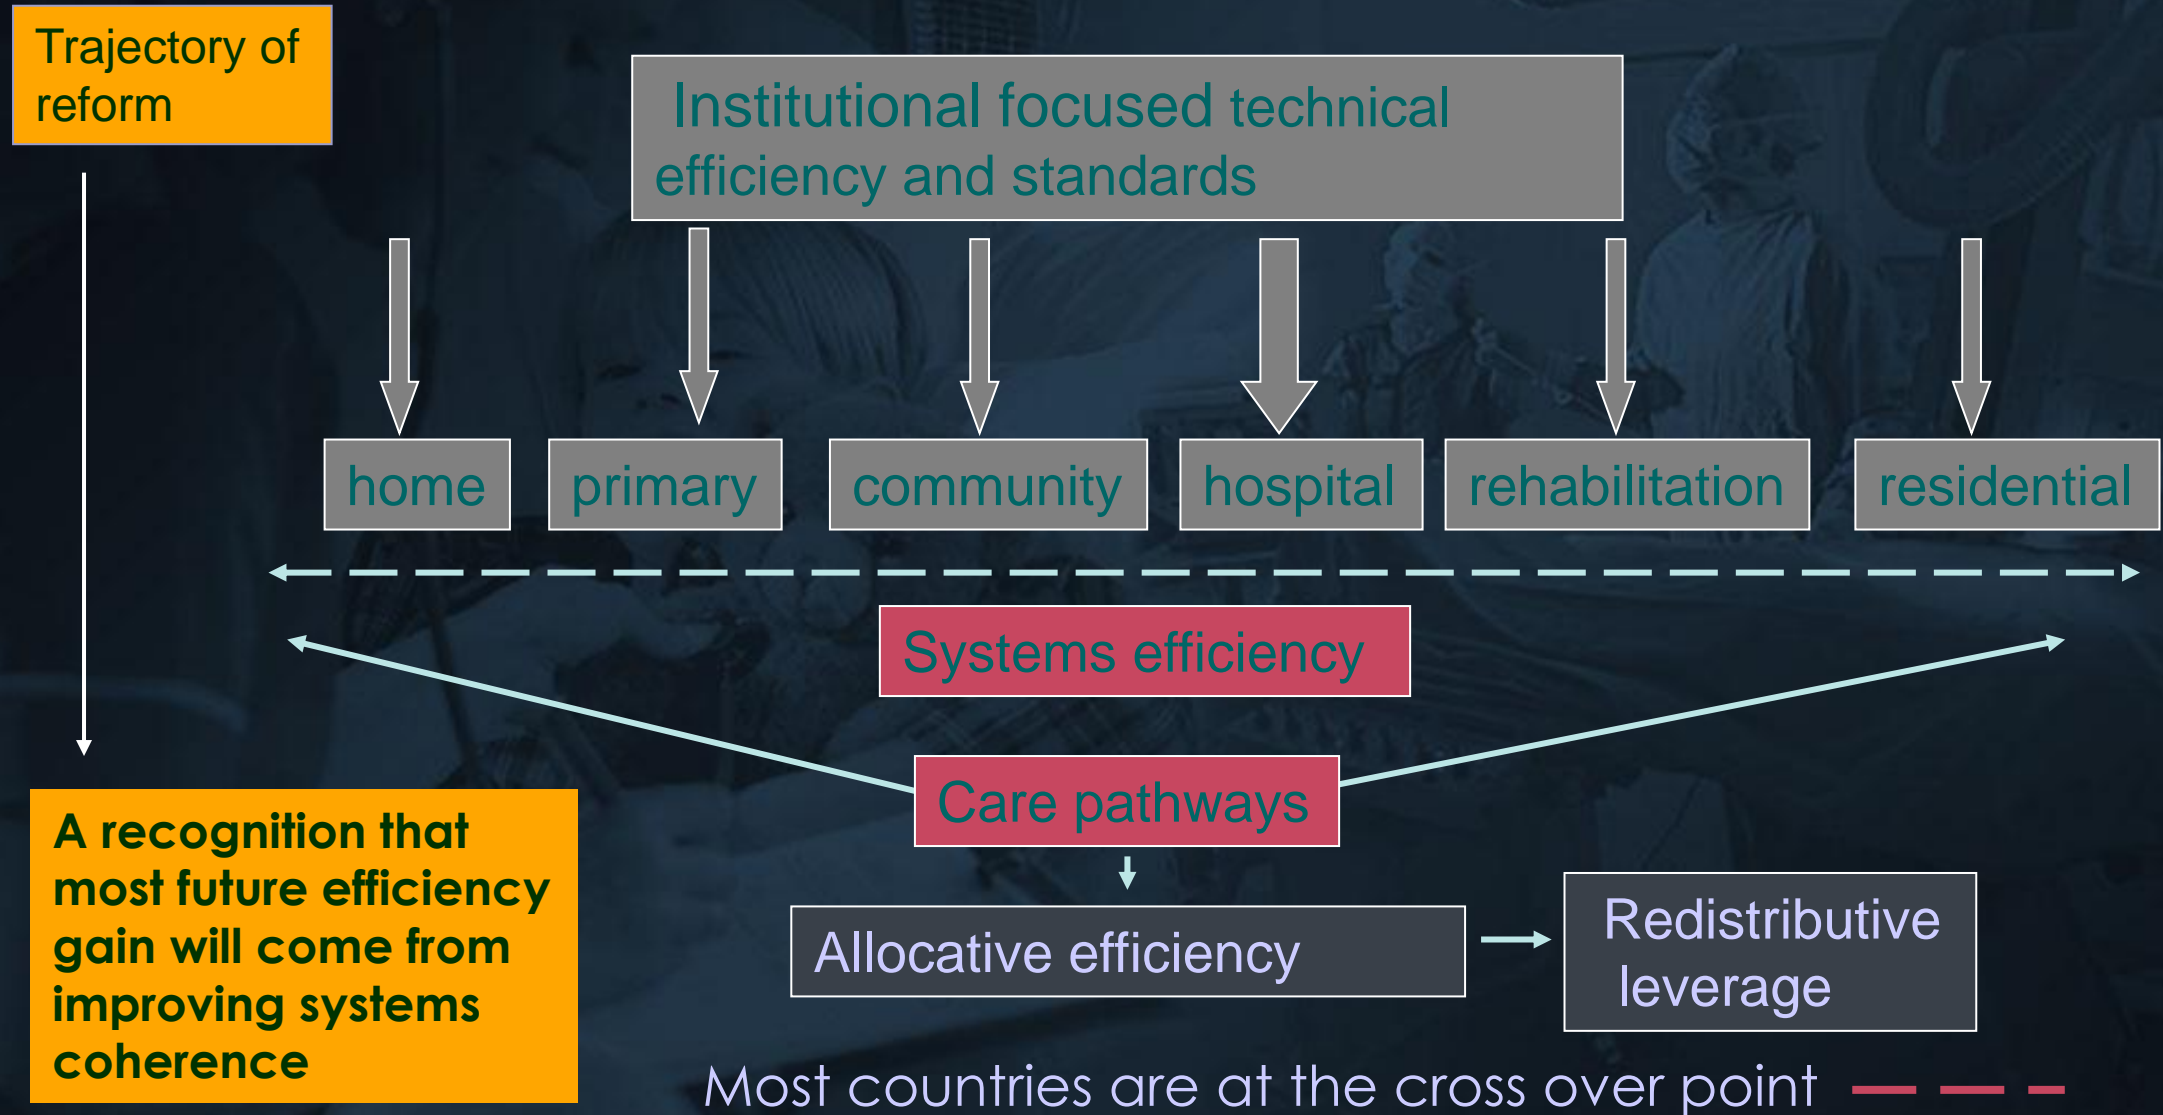 Trajectory of
reform
Institutional focused technical
efficiency and standards
home
primary
community
hospital
rehabilitation
residential
Systems efficiency
Care pathways
A recognition that
most future efficiency
gain will come from
improving systems
coherence
Allocative efficiency
Redistributive
leverage
Most countries are at the cross over point